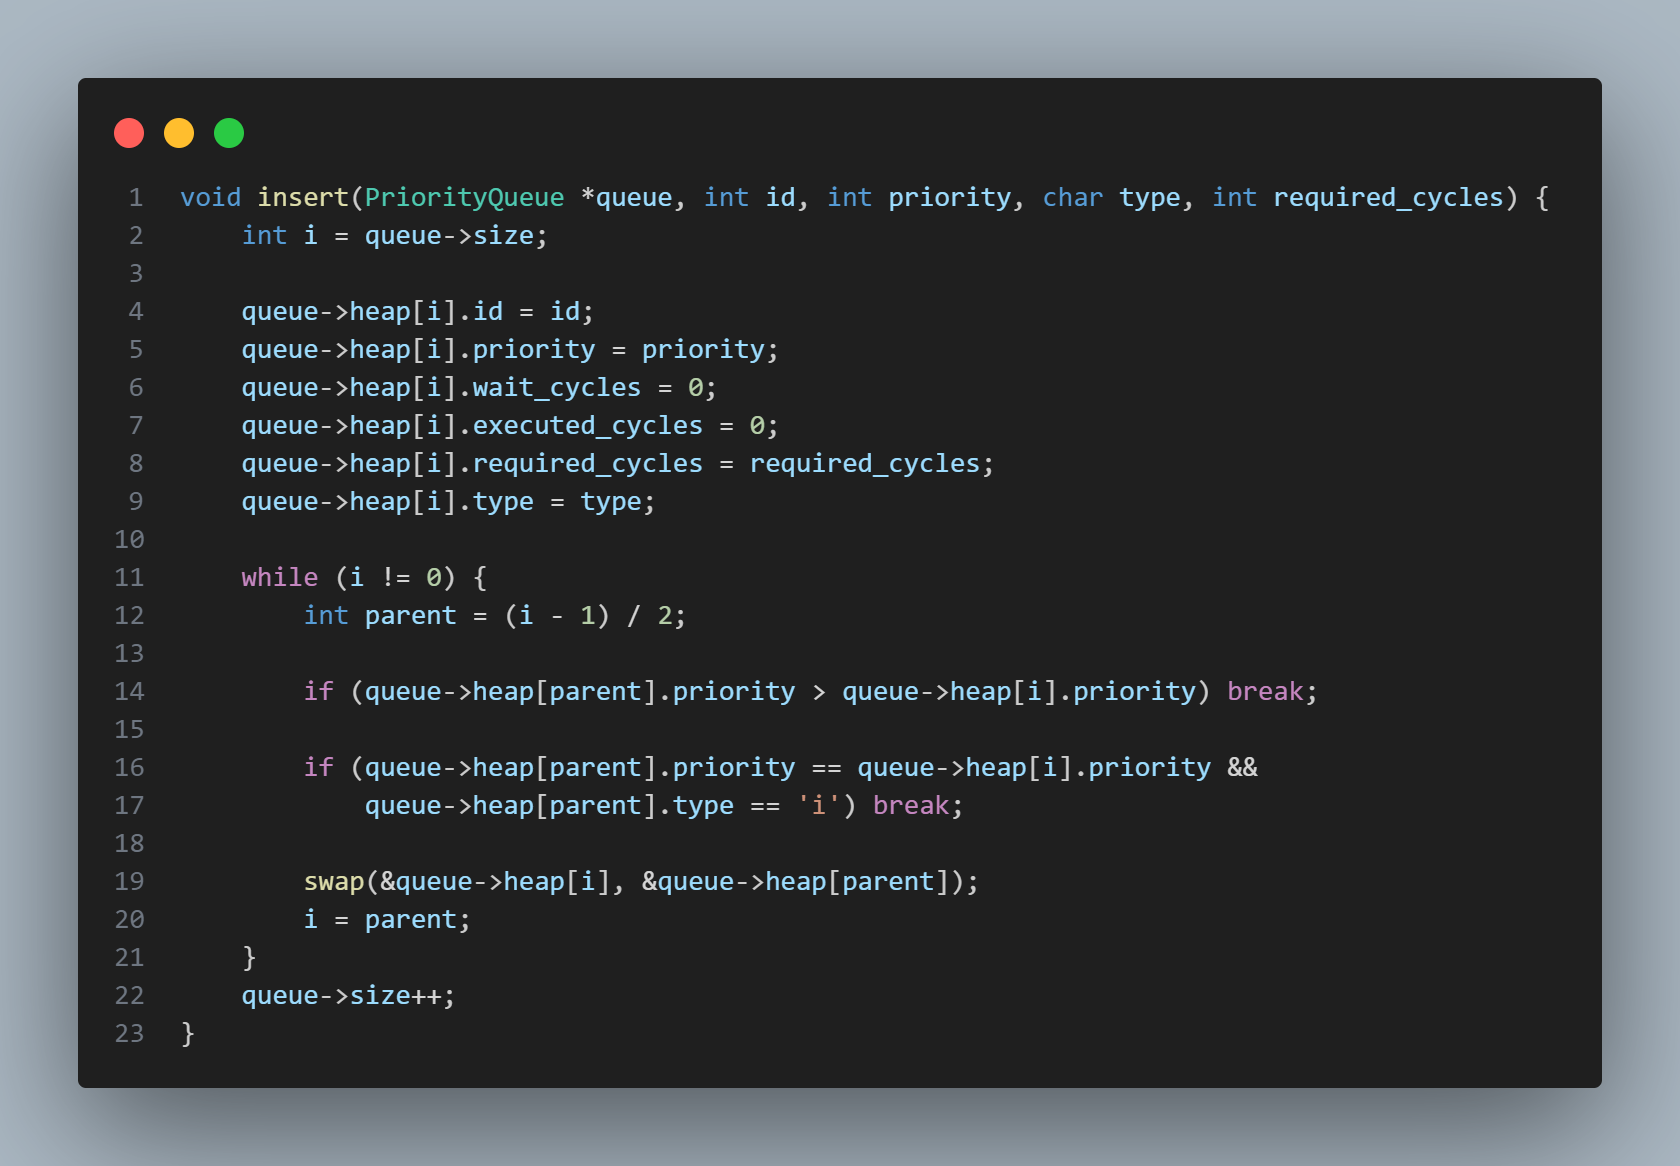 1 void insert(PriorityQueue *queue, int id, int priority, char type, int required_cycles) {
2     int i = queue->size;
3
4     queue->heap[i].id = id;
5     queue->heap[i].priority = priority;
6     queue->heap[i].wait_cycles = 0;
7     queue->heap[i].executed_cycles = 0;
8     queue->heap[i].required_cycles = required_cycles;
9     queue->heap[i].type = type;
10
11     while (i != 0) {
12         int parent = (i - 1) / 2;
13
14         if (queue->heap[parent].priority > queue->heap[i].priority) break;
15
16         if (queue->heap[parent].priority == queue->heap[i].priority &&
17             queue->heap[parent].type == 'i') break;
18
19         swap(&queue->heap[i], &queue->heap[parent]);
20         i = parent;
21     }
22     queue->size++;
23 }